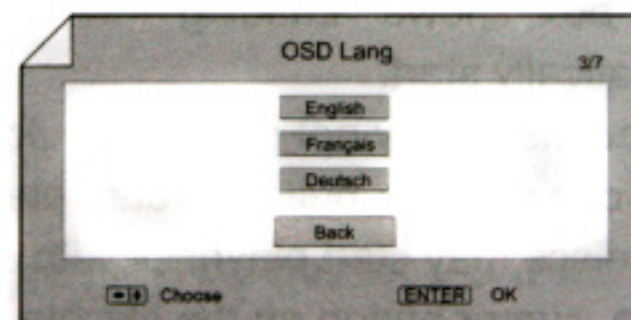 OSD Lang
3/7
English
Français
Deutsch
Back
Choose ENTER OK